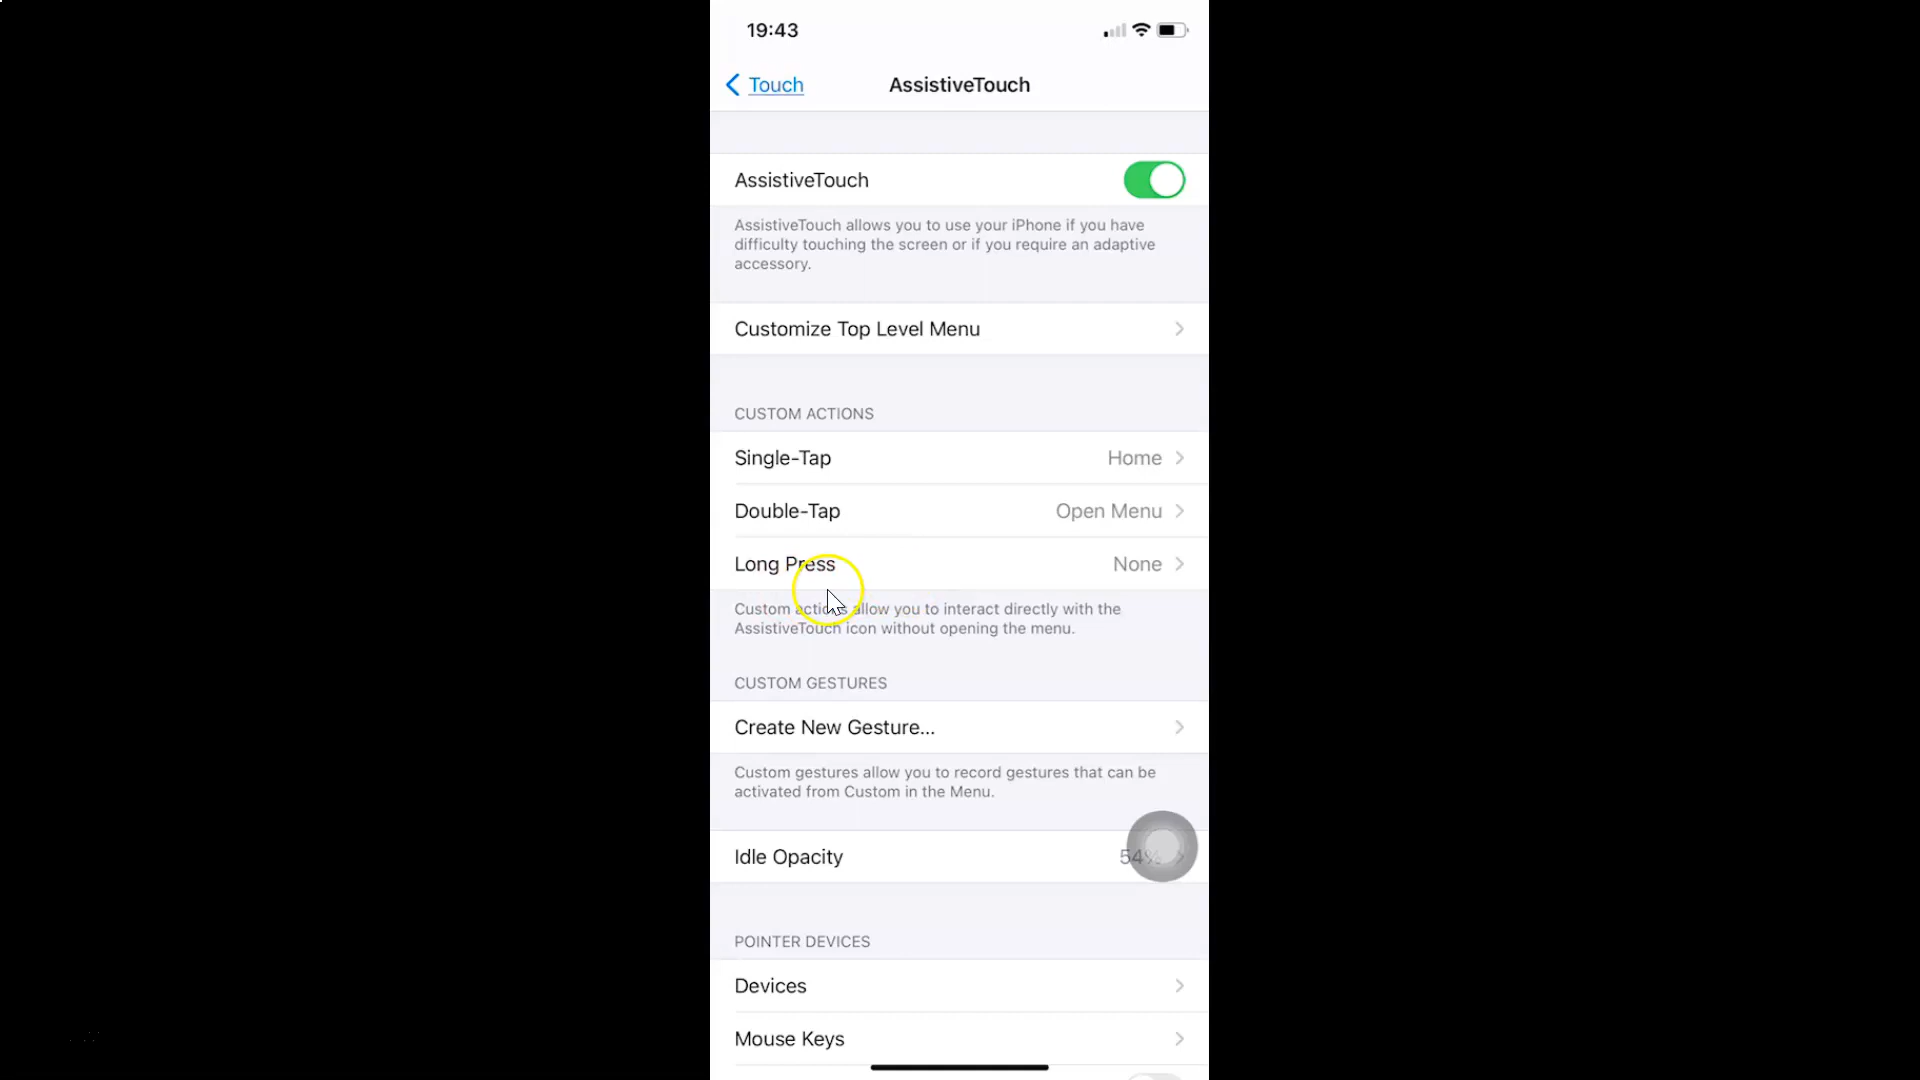 19:43
Touch
AssistiveTouch
AssistiveTouch
AssistiveTouch allows you to use your iPhone if you have
difficulty touching the screen or if you require an adaptive
accessory.
Customize Top Level Menu
CUSTOM ACTIONS
Single-Tap Home
Double-Tap Open Menu
Long Press None
Custom actions allow you to interact directly with the
AssistiveTouch icon without opening the menu.
CUSTOM GESTURES
Create New Gesture...
Custom gestures allow you to record gestures that can be
activated from Custom in the Menu.
Idle Opacity 54%
POINTER DEVICES
Devices
Mouse Keys